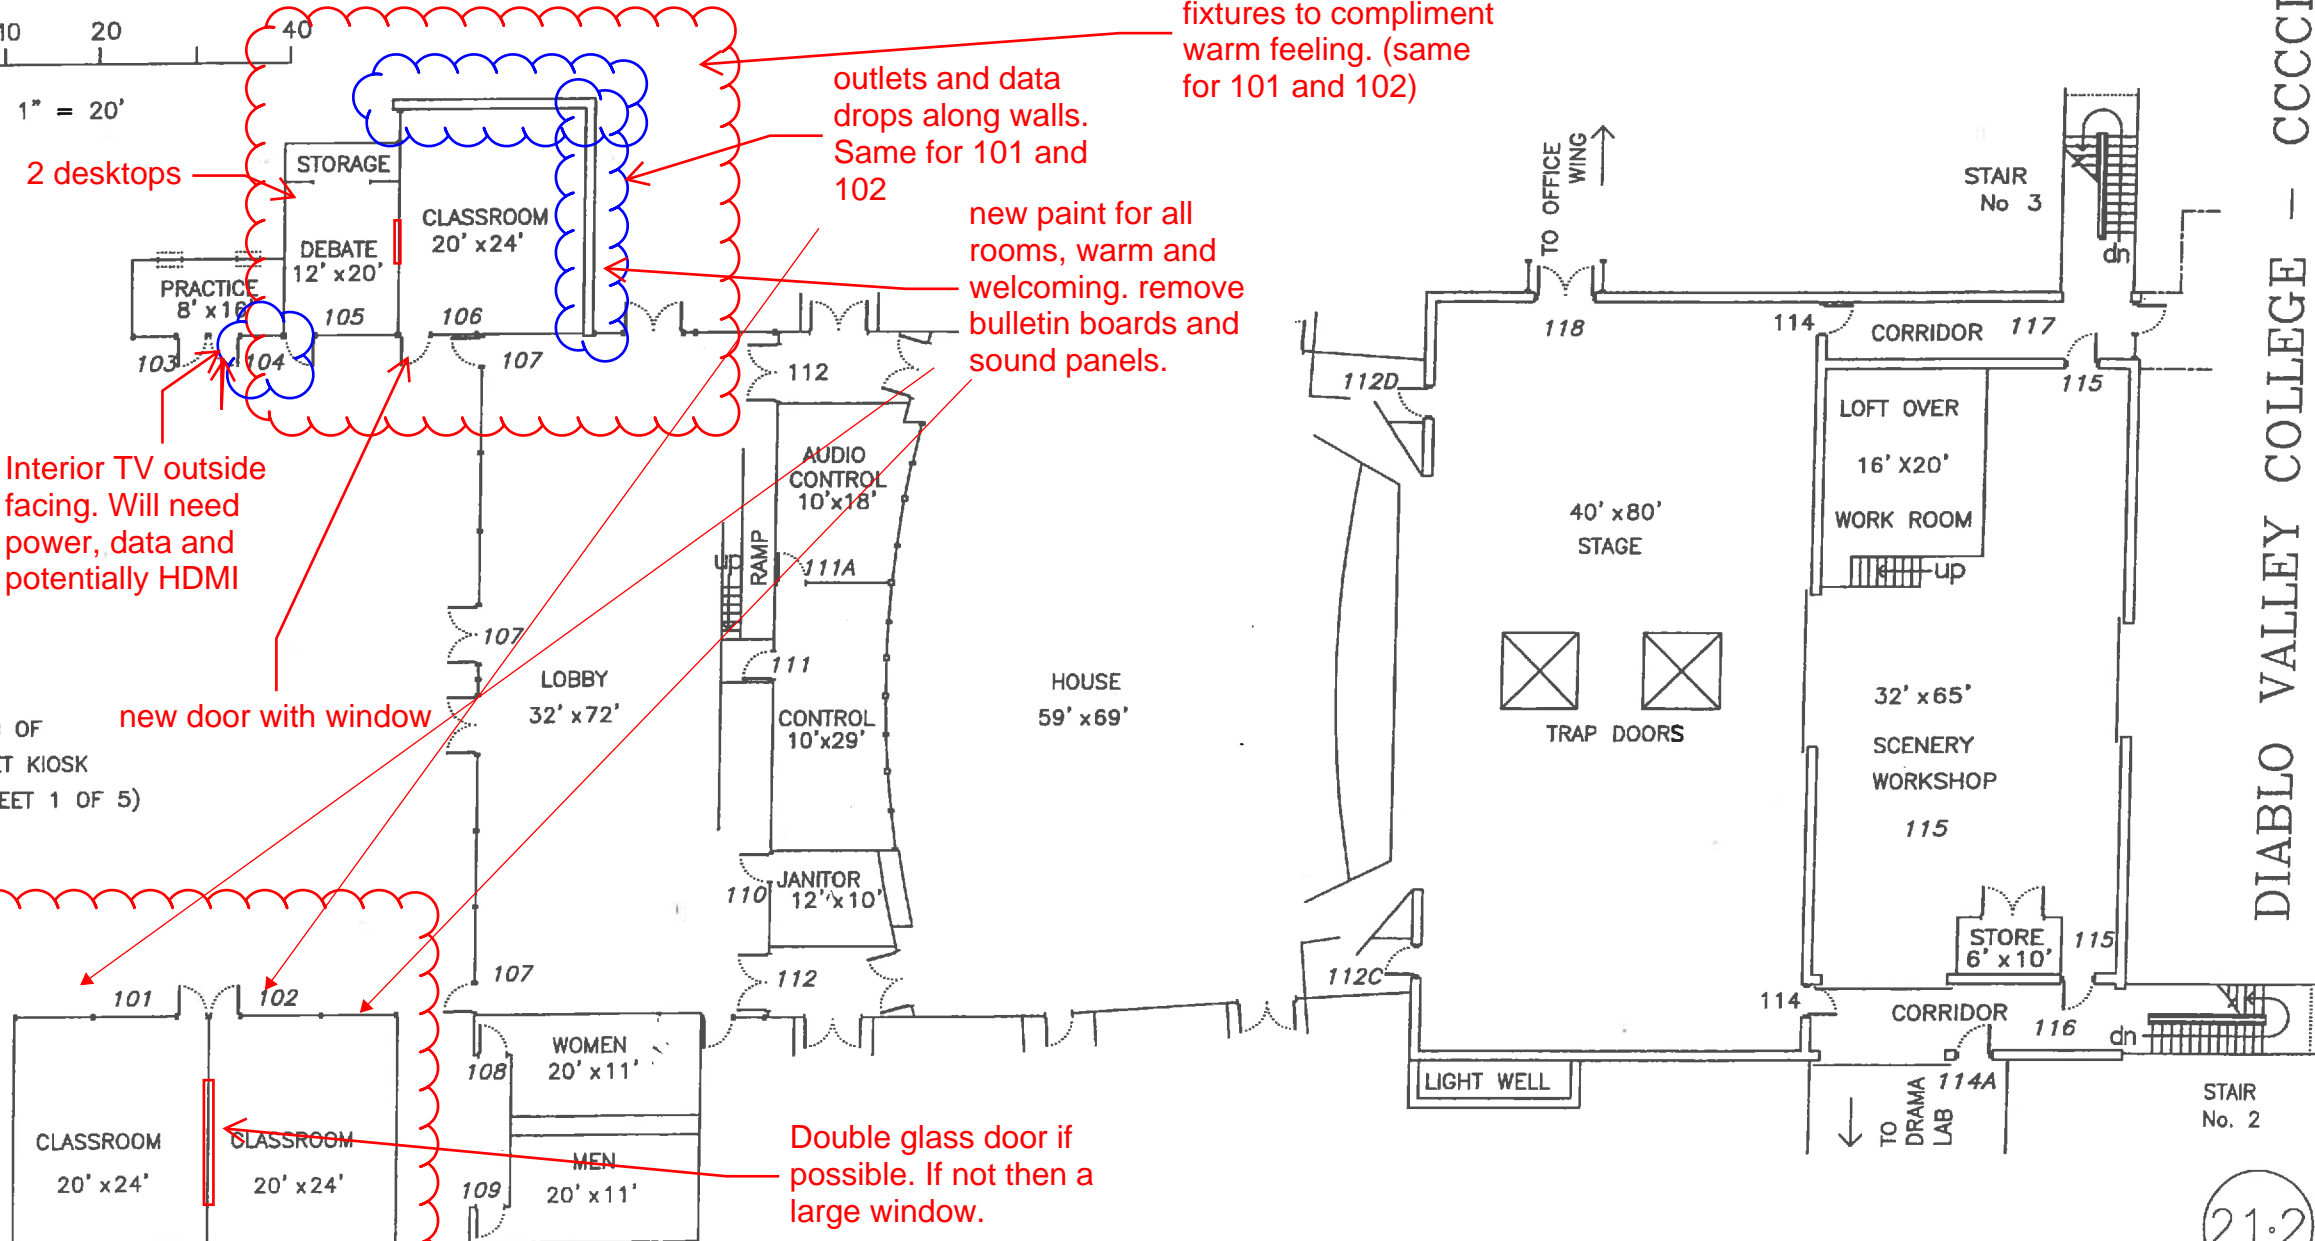 10 20 40
1" = 20'
fixtures to compliment
warm feeling. (same
for 101 and 102)
outlets and data
drops along walls.
Same for 101 and
102
2 desktops
STORAGE
CLASSROOM
20' x24'
DEBATE
12' x20'
PRACTICE
8' x16'
103
104
105
106
107
new paint for all
rooms, warm and
welcoming. remove
bulletin boards and
sound panels.
TO OFFICE
WING
STAIR
No 3
dn
118
114
CORRIDOR
117
115
112
112D
LOFT OVER
16' X20'
WORK ROOM
up
AUDIO
CONTROL
10'x18'
RAMP
up
111A
Interior TV outside
facing. Will need
power, data and
potentially HDMI
40' x80'
STAGE
107
111
LOBBY
32' x72'
HOUSE
59' x69'
CONTROL
10'x29'
TRAP DOORS
32' x65'
SCENERY
WORKSHOP
115
new door with window
OF
KIOSK
1 OF 5)
JANITOR
12' x10'
110
107
112
112C
STORE
6' x10'
115
101
102
114
CORRIDOR
116
dn
WOMEN
20' x11'
108
LIGHT WELL
114A
TO
DRAMA
LAB
STAIR
No. 2
CLASSROOM
20' x24'
CLASSROOM
20' x24'
MEN
20' x11'
109
Double glass door if
possible. If not then a
large window.
DIABLO VALLEY COLLEGE –
21.2